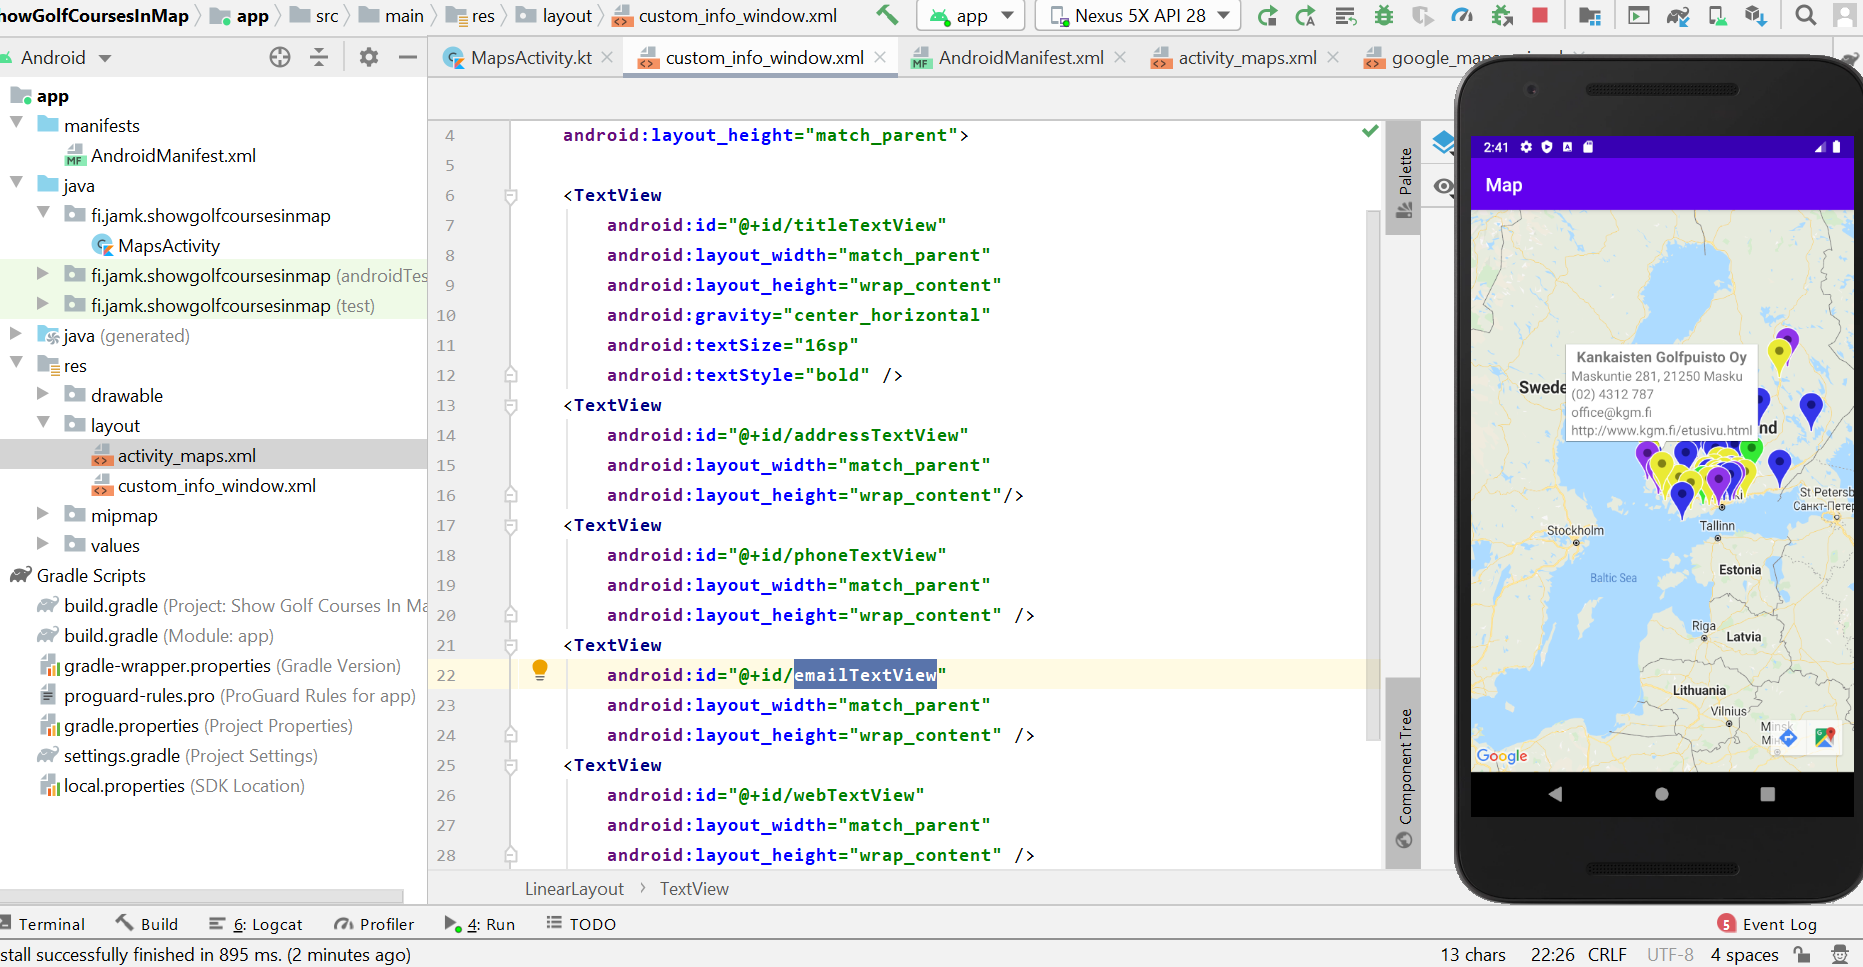 howGolfCoursesInMap
app
src
main
res
layout
custom_info_window.xml
app
Nexus 5X API 28
Android
MapsActivity.kt
custom_info_window.xml
AndroidManifest.xml
activity_maps.xml
app
manifests
AndroidManifest.xml
java
fi.jamk.showgolfcoursesinmap
MapsActivity
fi.jamk.showgolfcoursesinmap (androidTes
fi.jamk.showgolfcoursesinmap (test)
java (generated)
res
drawable
layout
activity_maps.xml
custom_info_window.xml
mipmap
values
Gradle Scripts
build.gradle (Project: Show Golf Courses In Ma
build.gradle (Module: app)
gradle-wrapper.properties (Gradle Version)
proguard-rules.pro (ProGuard Rules for app)
gradle.properties (Project Properties)
settings.gradle (Project Settings)
local.properties (SDK Location)
4 android:layout_height="match_parent">
5
6 <TextView
7 android:id="@+id/titleTextView"
8 android:layout_width="match_parent"
9 android:layout_height="wrap_content"
10 android:gravity="center_horizontal"
11 android:textSize="16sp"
12 android:textStyle="bold" />
13 <TextView
14 android:id="@+id/addressTextView"
15 android:layout_width="match_parent"
16 android:layout_height="wrap_content"/>
17 <TextView
18 android:id="@+id/phoneTextView"
19 android:layout_width="match_parent"
20 android:layout_height="wrap_content" />
21 <TextView
22 android:id="@+id/emailTextView"
23 android:layout_width="match_parent"
24 android:layout_height="wrap_content" />
25 <TextView
26 android:id="@+id/webTextView"
27 android:layout_width="match_parent"
28 android:layout_height="wrap_content" />
LinearLayout
TextView
Palette
Component Tree
2:41
Map
Kankaisten Golfpuisto Oy
Maskuntie 281, 21250 Masku
(02) 4312 787
office@kgm.fi
http://www.kgm.fi/etusivu.html
Swede
nd
St Petersb
Санкт-Петер
Stockholm
Tallinn
Baltic Sea
Estonia
Riga
Latvia
Lithuania
Vilnius
Minsk
Google
Terminal
Build
6: Logcat
Profiler
4: Run
TODO
5 Event Log
stall successfully finished in 895 ms. (2 minutes ago)
13 chars
22:26
CRLF
UTF-8
4 spaces